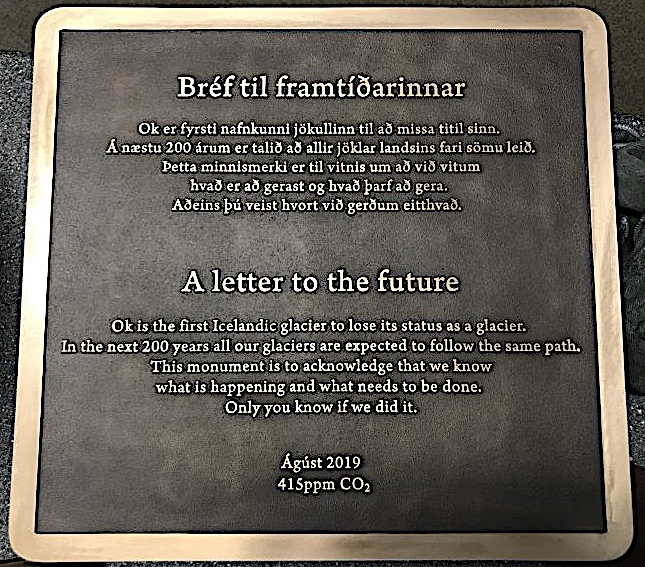 Bréf til framtíðarinnar
Ok er fyrsti nafnkunni jökullinn til að missa titil sinn.
Á næstu 200 árum er talið að allir jöklar landsins fari sömu leið.
Þetta minnismerki er til vitnis um að við vitum
hvað er að gerast og hvað þarf að gera.
Aðeins þú veist hvort við gerðum eitthvað.
A letter to the future
Ok is the first Icelandic glacier to lose its status as a glacier.
In the next 200 years all our glaciers are expected to follow the same path.
This monument is to acknowledge that we know
what is happening and what needs to be done.
Only you know if we did it.
Ágúst 2019
415ppm CO₂